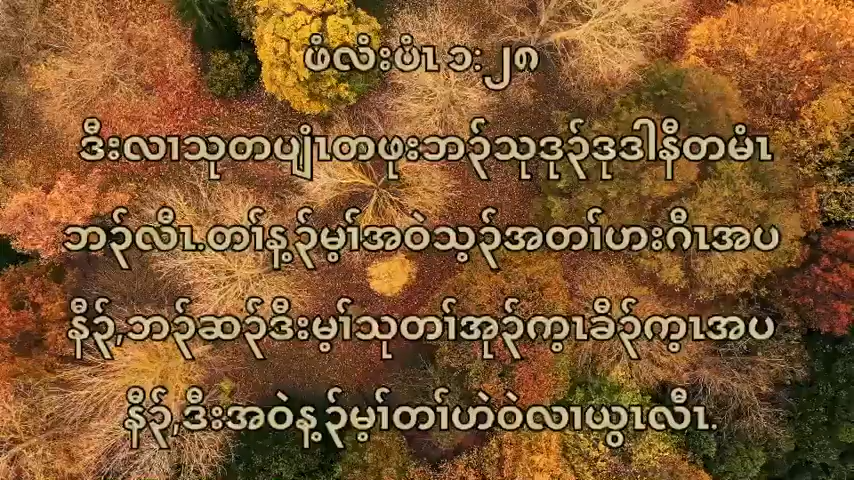 ဖံလံးပံၤ ၁:၂၈
ဒီးလၢသုတပျံၤတဖုးဘၣ်သုဒုၣ်ဒုဒါနီတမံၤ
ဘၣ်လီၤ.တၢ်န့ၣ်မ့ၢ်အဝဲသ့ၣ်အတၢ်ဟးဂီၤအပ
နီၣ်,ဘၣ်ဆၣ်ဒီးမ့ၢ်သုတၢ်အုၣ်က့ၤခီၣ်က့ၤအပ
နီၣ်,ဒီးအဝဲန့ၣ်မ့ၢ်တၢ်ဟဲဝဲလၢယွၤလီၤ.